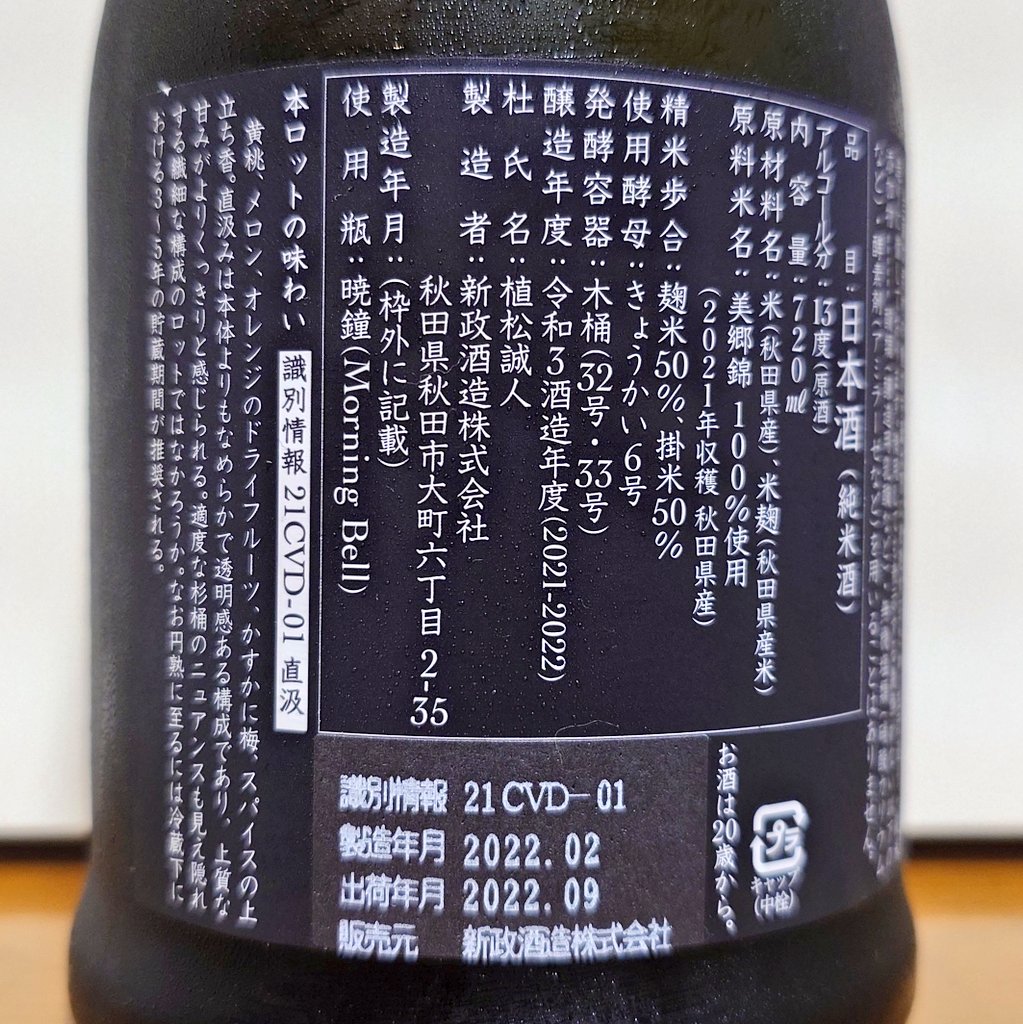 品目:日本酒(純米酒)
アルコール分:13度(原酒)
内容量:720㎖
原材料名:米(秋田県産)、米麹(秋田県産米)
原料米名:美郷錦 100%使用
(2021年収穫 秋田県産)
精米歩合:麹米50%、掛米50%
使用酵母:きょうかい6号
発酵容器:木桶(32号・33号)
醸造年度:令和3酒造年度(2021-2022)
杜氏名:植松誠人
製造者:新政酒造株式会社
秋田県秋田市大町六丁目 2-35
製造年月:(枠外に記載)
使用瓶:暁鐘(Morning Bell)
本ロットの味わい 識別情報 21CVD-01 直汲
黄桃、メロン、オレンジのドライフルーツ、かすかに梅、スパイスの上
立ち香。直汲みは本体よりもなめらかで透明感ある構成であり、上質な
甘みがよりくっきりと感じられる。適度な杉桶のニュアンスも見え隠れ
する繊細な構成のロットではなかろうか。なお円熟に至るには冷蔵下に
おける3〜5年の貯蔵期間が推奨される。
お酒は20歳から。
プラ
キャップ
(中栓)
識別情報 21CVD-01
製造年月 2022.02
出荷年月 2022.09
販売元 新政酒造株式会社